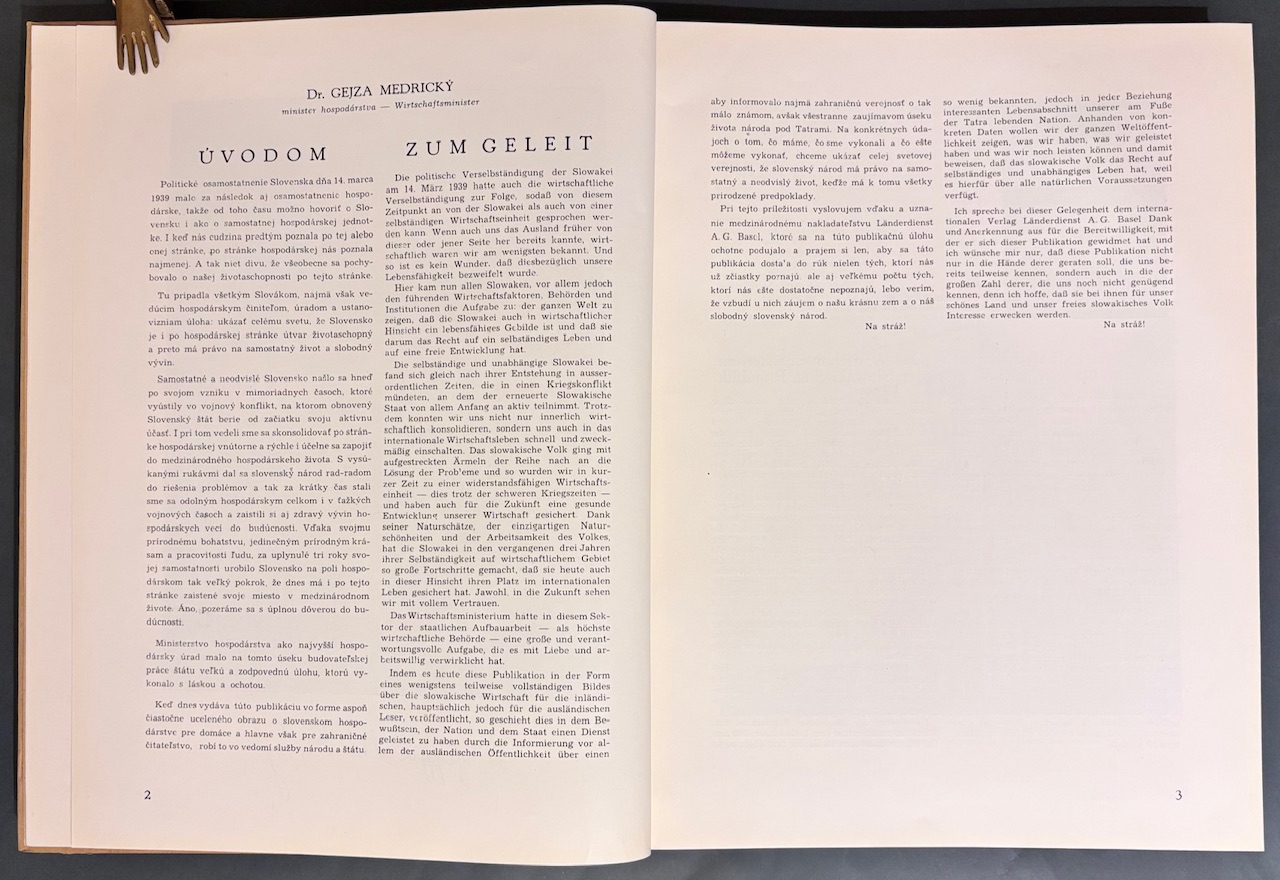 Dr. GEJZA MEDRICKÝ
minister hospodárstva — Wirtschaftsminister
ÚVODOM
Politické osamostatnenie Slovenska dňa 14. marca
1939 malo za následok aj osamostatnenie hospo-
dárske, takže od toho času možno hovoriť o Slo-
vensku i ako o samostatnej hospodárskej jednot-
ke. I keď nás cudzina predtým poznala po tej alebo
onej stránke, po stránke hospodárskej nás poznala
najmenej. A tak niet divu, že všeobecne sa pochy-
bovalo o našej životaschopnosti po tejto stránke.
Tu pripadla všetkým Slovákom, najmä však ve-
dúcim hospodárskym činiteľom, úradom a ustano-
vizniam úloha: ukázať celému svetu, že Slovensko
je i po hospodárskej stránke útvar životaschopný
a preto má právo na samostatný život a slobodný
vývin.
Samostatné a neodvislé Slovensko našlo sa hneď
po svojom vzniku v mimoriadnych časoch, ktoré
vyústily vo vojnový konflikt, na ktorom obnovený
Slovenský štát berie od začiatku svoju aktívnu
účasť. I pri tom vedeli sme sa skonsolidovať po strán-
ke hospodárskej vnútorne a rýchle i účelne sa zapojiť
do medzinárodného hospodárskeho života. S vysú-
kanými rukávmi dal sa slovenský národ rad-radom
do riešenia problémov a tak za krátky čas stali
sme sa odolným hospodárskym celkom i v ťažkých
vojnových časoch a zaistili si aj zdravý vývin ho-
spodárskych vecí do budúcnosti. Vďaka svojmu
prírodnému bohatstvu, jedinečným prírodným krá-
sam a pracovitosti ľudu, za uplynulé tri roky svo-
jej samostatnosti urobilo Slovensko na poli hospo-
dárskom tak veľký pokrok, že dnes má i po tejto
stránke zaistené svoje miesto v medzinárodnom
živote. Áno, pozeráme sa s úplnou dôverou do bu-
dúcnosti.
Ministerstvo hospodárstva ako najvyšší hospo-
dársky úrad malo na tomto úseku budovateľskej
práce štátu veľkú a zodpovednú úlohu, ktorú vy-
konalo s láskou a ochotou.
Keď dnes vydáva túto publikáciu vo forme aspoň
čiastočne uceleného obrazu o slovenskom hospo-
dárstve pre domáce a hlavne však pre zahraničné
čitateľstvo, robí to vo vedomí služby národu a štátu.
ZUM GELEIT
Die politische Verselbständigung der Slowakei
am 14. März 1939 hatte auch die wirtschaftliche
Verselbständigung zur Folge, sodaß von diesem
Zeitpunkt an von der Slowakei als auch von einer
selbständigen Wirtschaftseinheit gesprochen wer-
den kann Wenn auch uns das Ausland früher von
dieser oder jener Seite her bereits kannte, wirt-
schaftlich waren wir am wenigsten bekannt. Und
so ist es kein Wunder, daß diesbezüglich unsere
Lebensfähigkeit bezweifelt wurde.
Hier kam nun allen Slowaken, vor allem jedoch
den führenden Wirtschaftsfaktoren, Behörden und
Institutionen die Aufgabe zu: der ganzen Welt zu
zeigen, daß die Slowakei auch in wirtschaftlicher
Hinsicht ein lebensfähiges Gebilde ist und daß sie
darum das Recht auf ein selbständiges Leben und
auf eine freie Entwicklung hat.
Die selbständige und unabhängige Slowakei be-
fand sich gleich nach ihrer Entstehung in ausser-
ordentlichen Zeiten, die in einen Kriegskonflikt
mündeten, an dem der erneuerte Slowakische
Staat von allem Anfang an aktiv teilnimmt. Trotz-
dem konnten wir uns nicht nur innerlich wirt-
schaftlich konsolidieren, sondern uns auch in das
internationale Wirtschaftsleben schnell und zweck-
mäßig einschalten. Das slowakische Volk ging mit
aufgestreckten Ärmeln der Reihe nach an die
Lösung der Prob'eme und so wurden wir in kur-
zer Zeit zu einer widerstandsfähigen Wirtschafts-
einheit — dies trotz der schweren Kriegszeiten —
und haben auch für die Zukunft eine gesunde
Entwicklung unserer Wirtschaft gesichert. Dank
seiner Naturschätze, der einzigartigen Natur-
schönheiten und der Arbeitsamkeit des Volkes,
hat die Slowakei in den vergangenen drei Jahren
ihrer Selbständigkeit auf wirtschaftlichem Gebiet
so große Fortschritte gemacht, daß sie heute auch
in dieser Hinsicht ihren Platz im internationalen
Leben gesichert hat. Jawohl, in die Zukunft sehen
wir mit vollem Vertrauen.
Das Wirtschaftsministerium hatte in diesem Sek-
tor der staatlichen Aufbauarbeit — als höchste
wirtschaftliche Behörde — eine große und verant-
wortungsvolle Aufgabe, die es mit Liebe und ar-
beitswillig verwirklicht hat.
Indem es heute diese Publikation in der Form
eines wenigstens teilweise vollständigen Bildes
über die slowakische Wirtschaft für die inländi-
schen, hauptsächlich jedoch für die ausländischen
Leser, veröffentlicht, so geschieht dies in dem Be-
wußtsein, der Nation und dem Staat einen Dienst
geleistet zu haben durch die Informierung vor al-
lem der ausländischen Öffentlichkeit über einen
2
aby informovalo najmä zahraničnú verejnosť o tak
málo známom, avšak všestranne zaujímavom úseku
života národa pod Tatrami. Na konkrétnych úda-
joch o tom, čo máme, čo sme vykonali a čo ešte
môžeme vykonať, chceme ukázať celej svetovej
verejnosti, že slovenský národ má právo na samo-
statný a neodvislý život, keďže má k tomu všetky
prirodzené predpoklady.
Pri tejto príležitosti vyslovujem vďaku a uzna-
nie medzinárodnému nakladateľstvu Länderdienst
A. G. Basel, ktoré sa na túto publikačnú úlohu
ochotne podujalo a prajem si len, aby sa táto
publikácia dosta'a do rúk nielen tých, ktorí nás
už zčiastky poznajú, ale aj veľkému počtu tých,
ktorí nás ešte dostatočne nepoznajú, lebo verím,
že vzbudí u nich záujem o našu krásnu zem a o náš
slobodný slovenský národ.
Na stráž!
so wenig bekannten, jedoch in jeder Beziehung
interessanten Lebensabschnitt unserer am Fuße
der Tatra lebenden Nation. Anhanden von kon-
kreten Daten wollen wir der ganzen Weltöffent-
lichkeit zeigen, was wir haben, was wir geleistet
haben und was wir noch leisten können und damit
beweisen, daß das slowakische Volk das Recht auf
selbständiges und unabhängiges Leben hat, weil
es hierfür über alle natürlichen Voraussetzungen
verfügt.
Ich spreche bei dieser Gelegenheit dem interna-
tionalen Verlag Länderdienst A. G. Basel Dank
und Anerkennung aus für die Bereitwilligkeit, mit
der er sich dieser Publikation gewidmet hat und
ich wünsche mir nur, daß diese Publikation nicht
nur in die Hände derer geraten soll, die uns be-
reits teilweise kennen, sondern auch in die der
großen Zahl derer, die uns noch nicht genügend
kennen, denn ich hoffe, daß sie bei ihnen für unser
schönes Land und unser freies slowakisches Volk
Interesse erwecken werden.
Na stráž!
3